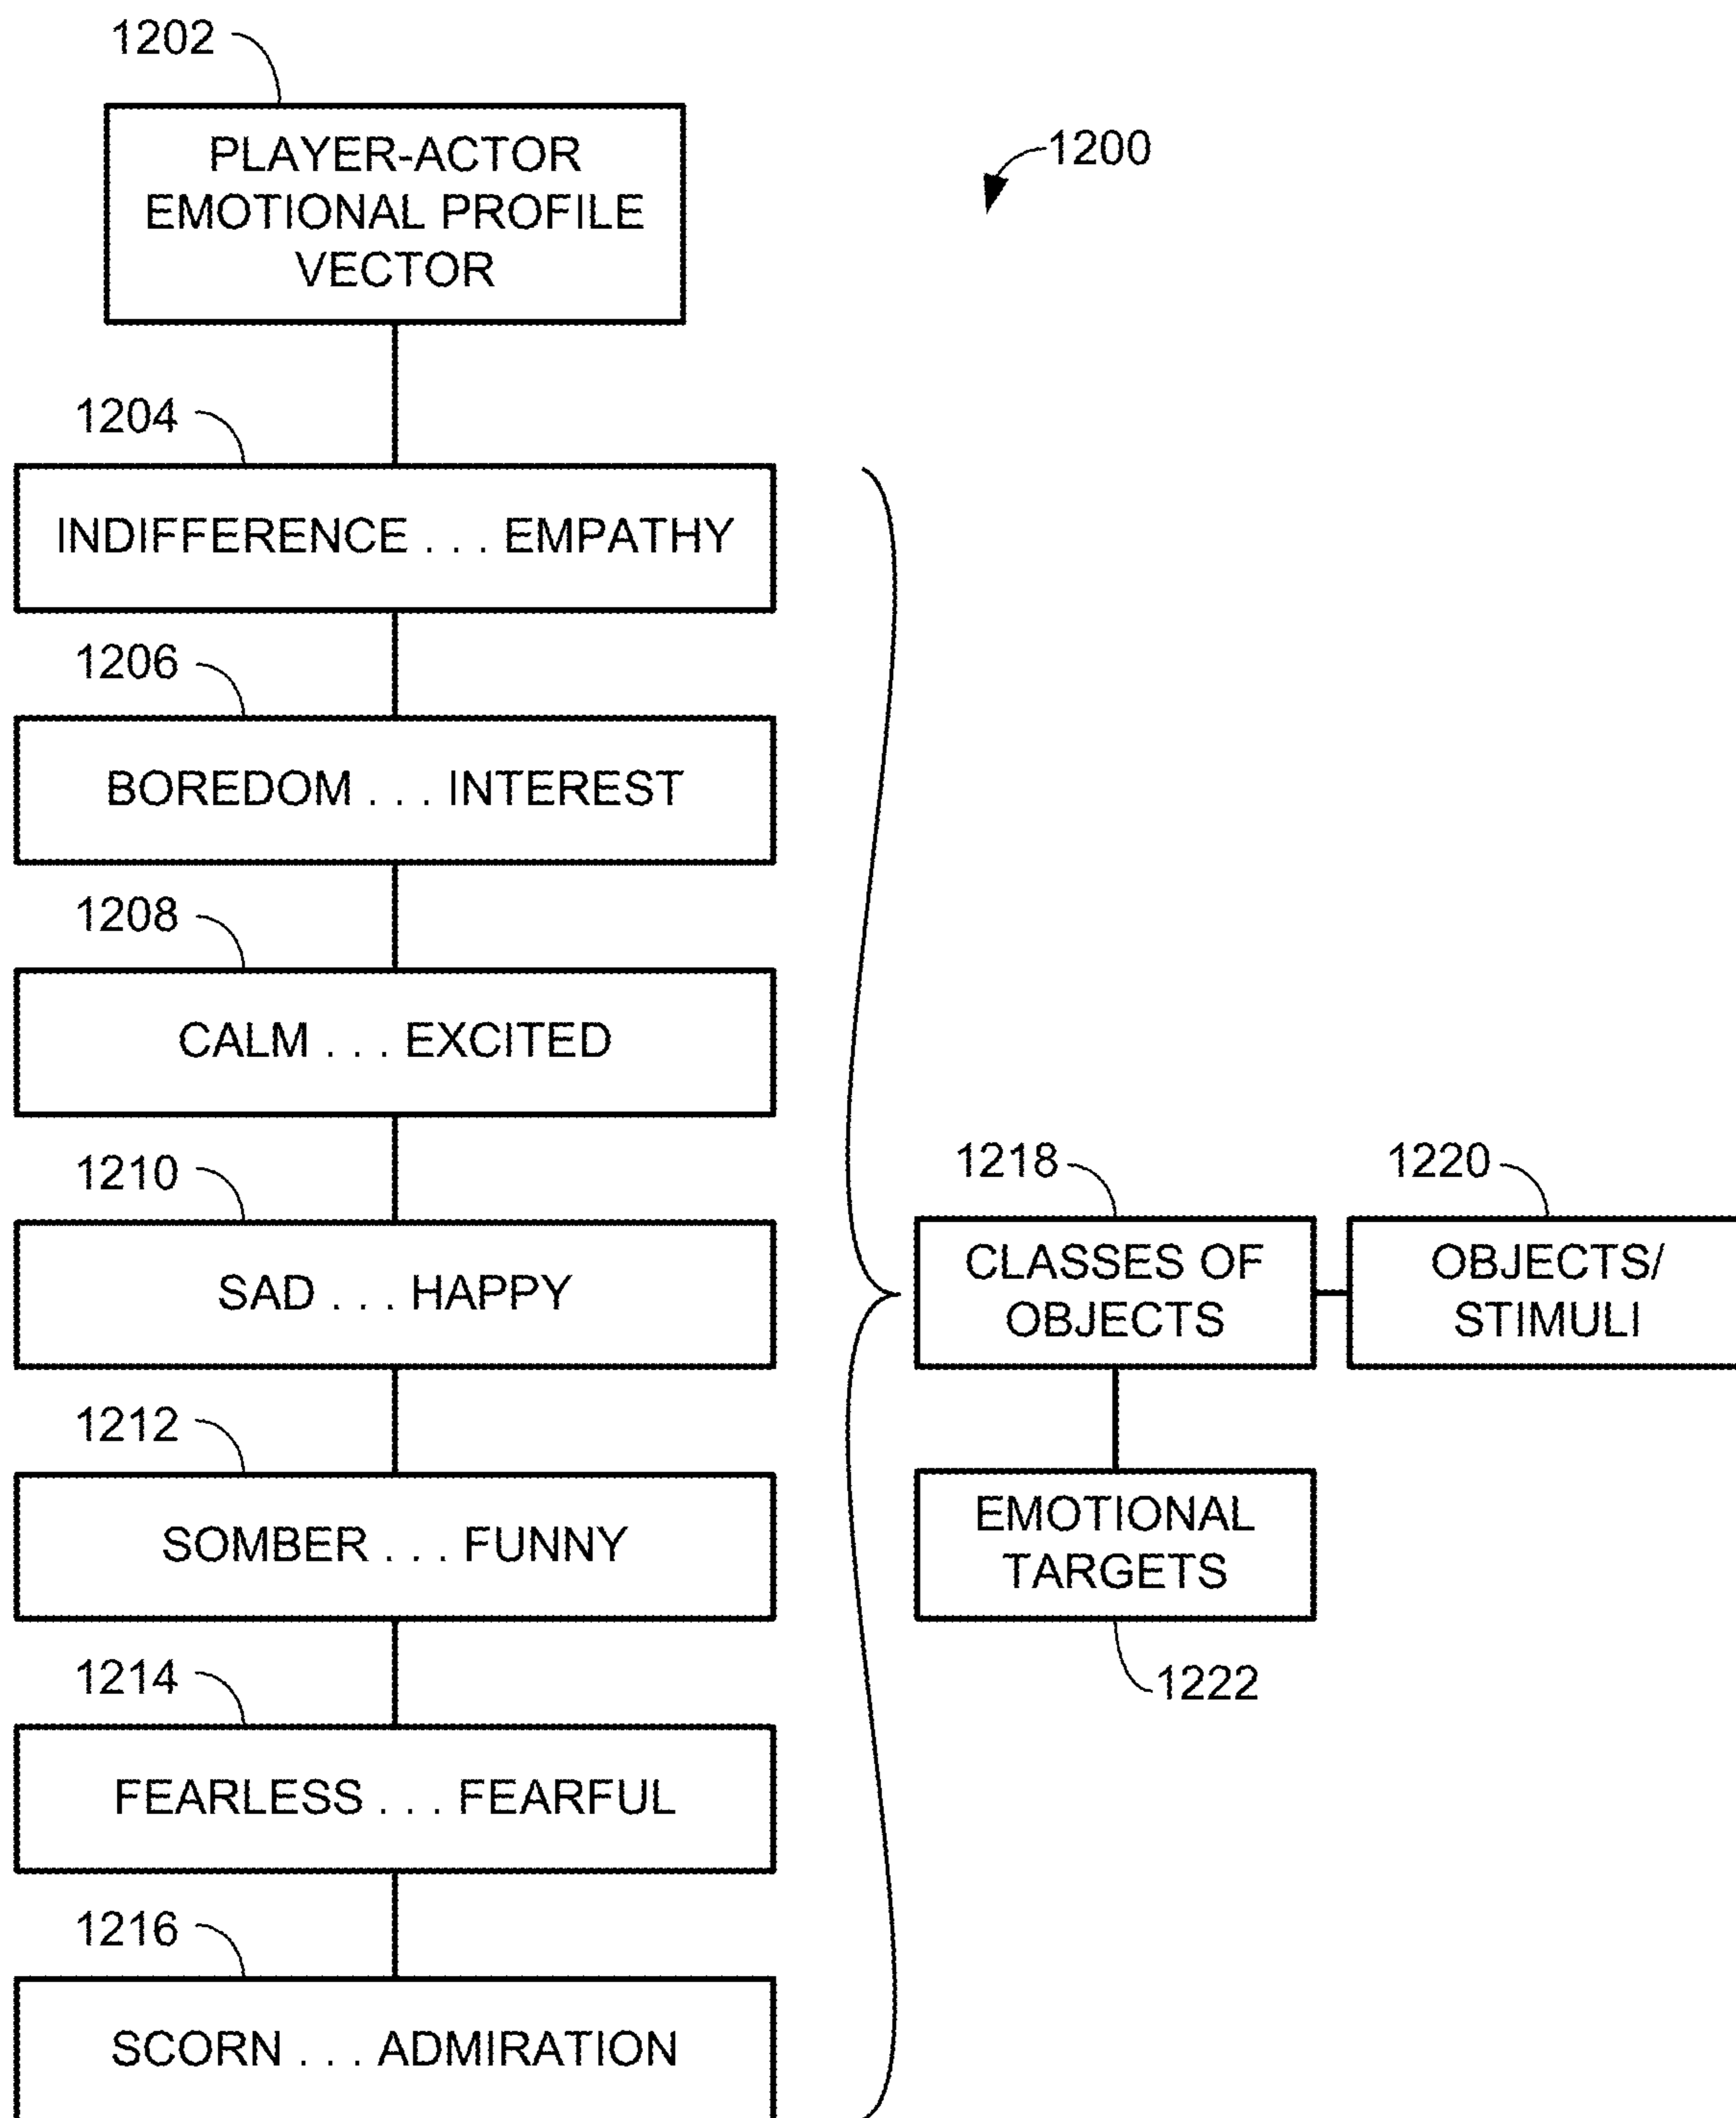 1202
PLAYER-ACTOR
EMOTIONAL PROFILE
VECTOR
1200
1204
INDIFFERENCE . . . EMPATHY
1206
BOREDOM . . . INTEREST
1208
CALM . . . EXCITED
1210
SAD . . . HAPPY
1212
SOMBER . . . FUNNY
1214
FEARLESS . . . FEARFUL
1216
SCORN . . . ADMIRATION
1218
CLASSES OF
OBJECTS
1220
OBJECTS/
STIMULI
EMOTIONAL
TARGETS
1222